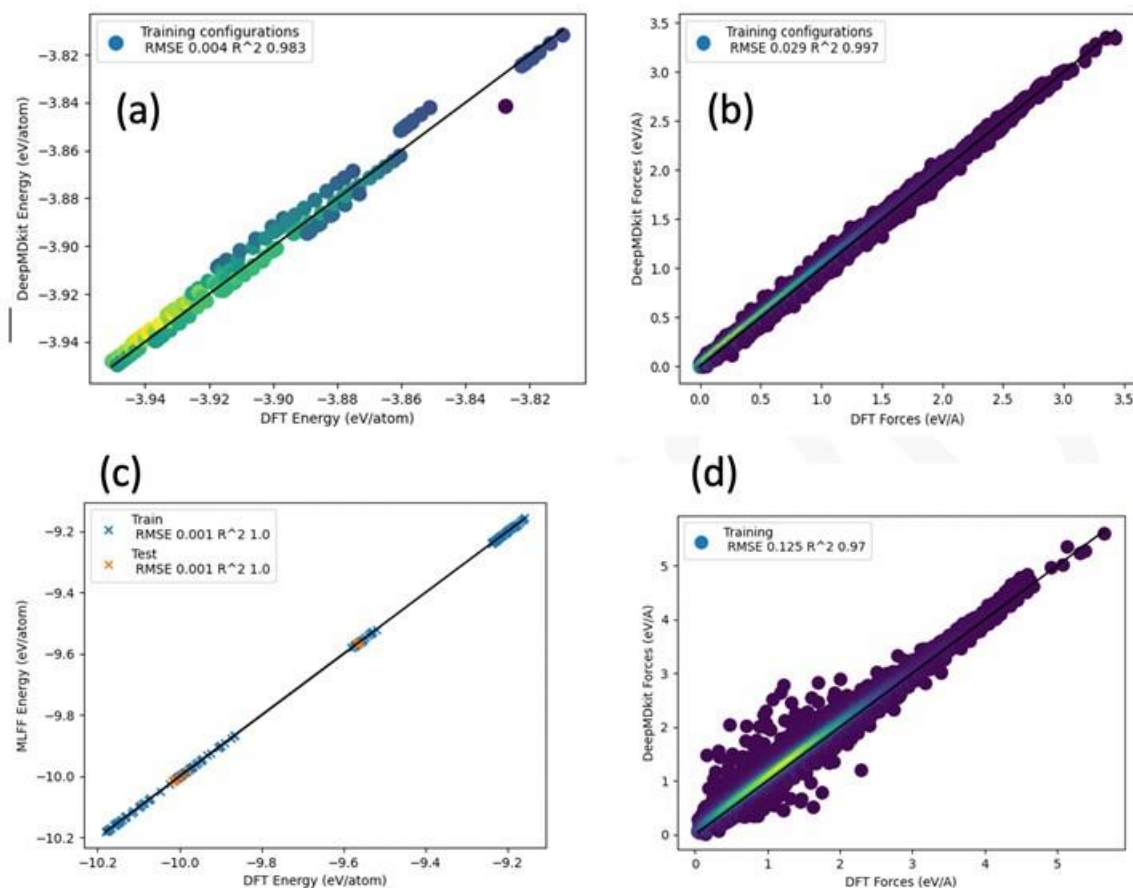 (a)
Training configurations
RMSE 0.004 R^2 0.983
−3.82
−3.84
−3.86
−3.88
−3.90
−3.92
−3.94
DeepMDkit Energy (eV/atom)
−3.94
−3.92
−3.90
−3.88
−3.86
−3.84
−3.82
DFT Energy (eV/atom)
(b)
Training configurations
RMSE 0.029 R^2 0.997
3.5
3.0
2.5
2.0
1.5
1.0
0.5
0.0
DeepMDkit Forces (eV/A)
0.0
0.5
1.0
1.5
2.0
2.5
3.0
3.5
DFT Forces (eV/A)
(c)
Train
RMSE 0.001 R^2 1.0
Test
RMSE 0.001 R^2 1.0
−9.2
−9.4
−9.6
−9.8
−10.0
−10.2
MLFF Energy (eV/atom)
−10.2
−10.0
−9.8
−9.6
−9.4
−9.2
DFT Energy (eV/atom)
(d)
Training
RMSE 0.125 R^2 0.97
5
4
3
2
1
0
DeepMDkit Forces (eV/A)
0
1
2
3
4
5
DFT Forces (eV/A)